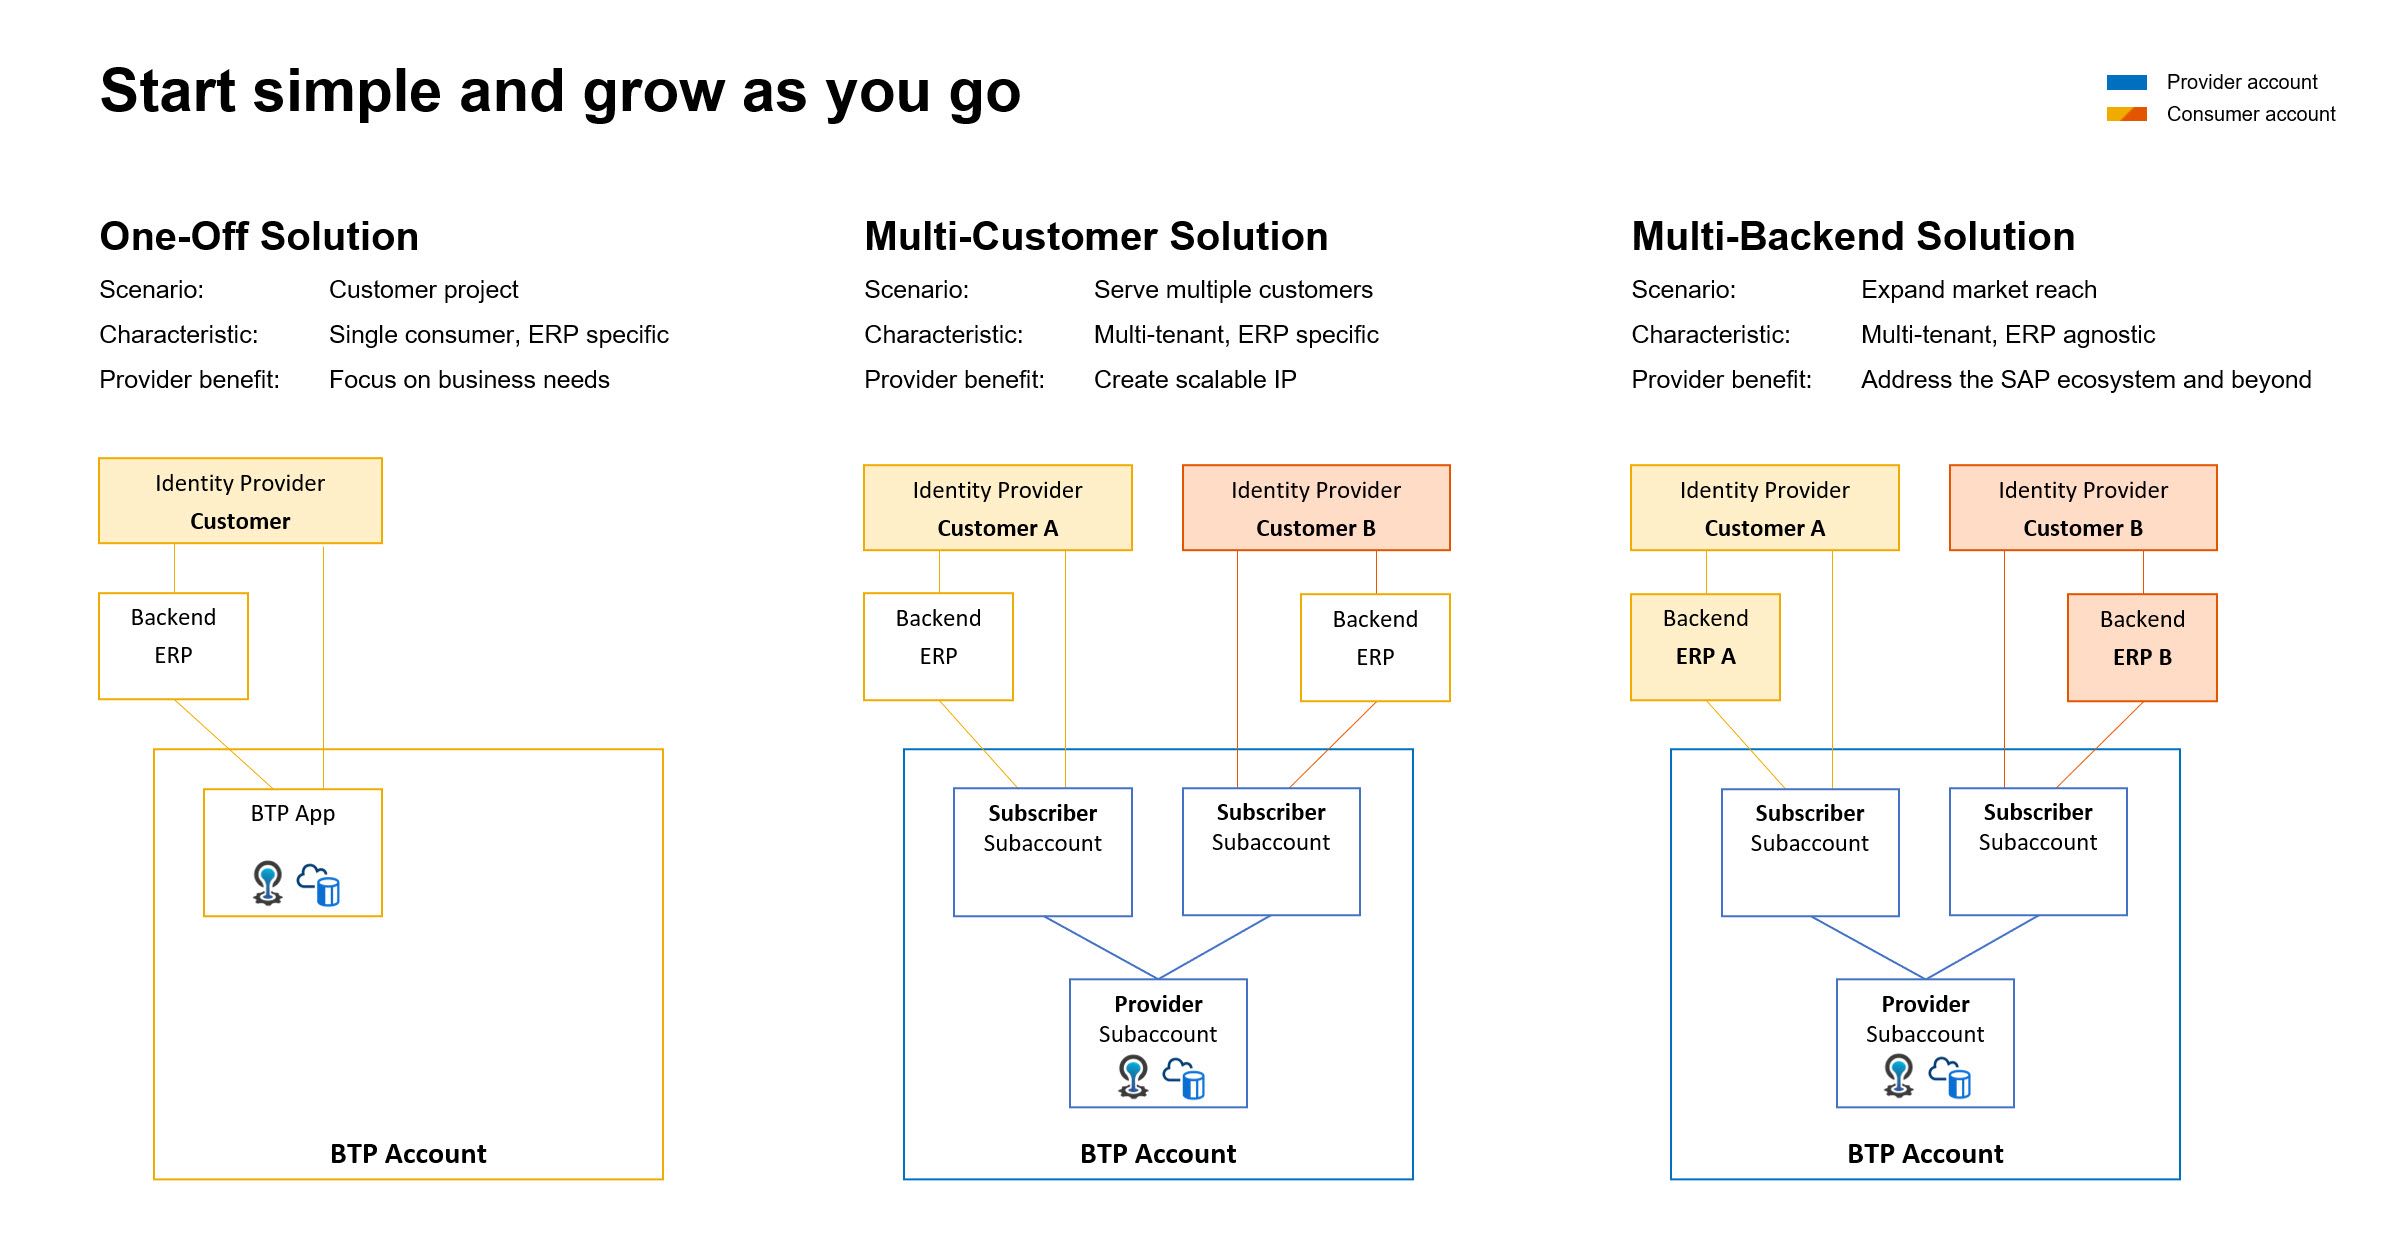 Start simple and grow as you go
Provider account
Consumer account
One-Off Solution
Scenario: Customer project
Characteristic: Single consumer, ERP specific
Provider benefit: Focus on business needs
Identity Provider
Customer
Backend
ERP
BTP App
BTP Account
Multi-Customer Solution
Scenario: Serve multiple customers
Characteristic: Multi-tenant, ERP specific
Provider benefit: Create scalable IP
Identity Provider
Customer A
Identity Provider
Customer B
Backend
ERP
Backend
ERP
Subscriber
Subaccount
Subscriber
Subaccount
Provider
Subaccount
BTP Account
Multi-Backend Solution
Scenario: Expand market reach
Characteristic: Multi-tenant, ERP agnostic
Provider benefit: Address the SAP ecosystem and beyond
Identity Provider
Customer A
Identity Provider
Customer B
Backend
ERP A
Backend
ERP B
Subscriber
Subaccount
Subscriber
Subaccount
Provider
Subaccount
BTP Account